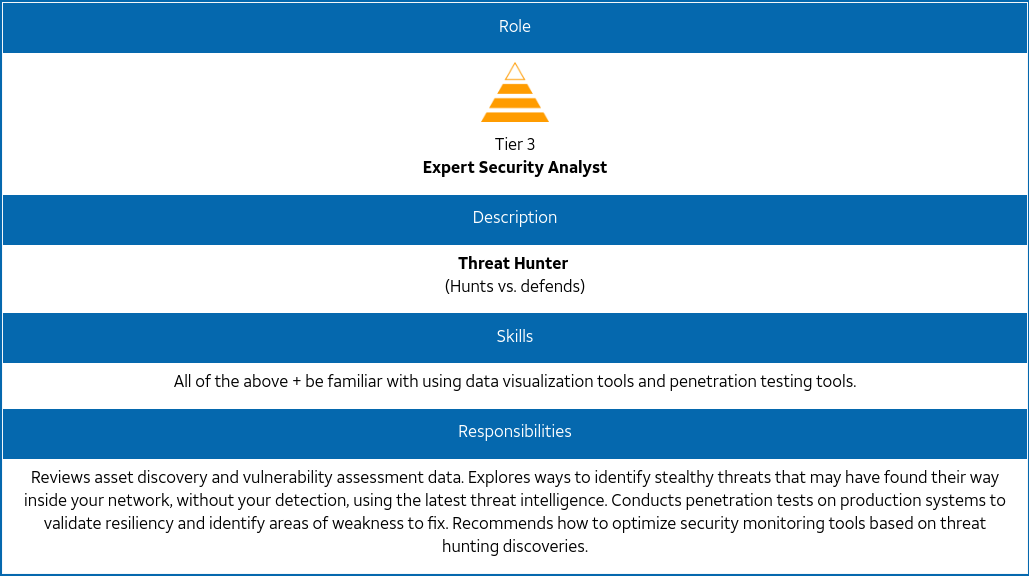 Role
Tier 3
Expert Security Analyst
Description
Threat Hunter
(Hunts vs. defends)
Skills
All of the above + be familiar with using data visualization tools and penetration testing tools.
Responsibilities
Reviews asset discovery and vulnerability assessment data. Explores ways to identify stealthy threats that may have found their way
inside your network, without your detection, using the latest threat intelligence. Conducts penetration tests on production systems to
validate resiliency and identify areas of weakness to fix. Recommends how to optimize security monitoring tools based on threat
hunting discoveries.